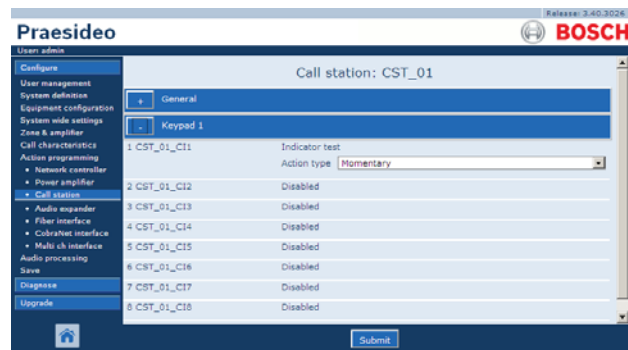 Release: 3.40.3026
Praesideo
BOSCH
User: admin
Configure
User management
System definition
Equipment configuration
System wide settings
Zone & amplifier
Call characteristics
Action programming
• Network controller
• Power amplifier
• Call station
• Audio expander
• Fiber interface
• CobraNet interface
• Multi ch interface
Audio processing
Save
Diagnose
Upgrade
Call station: CST_01
+ General
- Keypad 1
1 CST_01_CI1 Indicator test
Action type Momentary
2 CST_01_CI2 Disabled
3 CST_01_CI3 Disabled
4 CST_01_CI4 Disabled
5 CST_01_CI5 Disabled
6 CST_01_CI6 Disabled
7 CST_01_CI7 Disabled
8 CST_01_CI8 Disabled
Submit